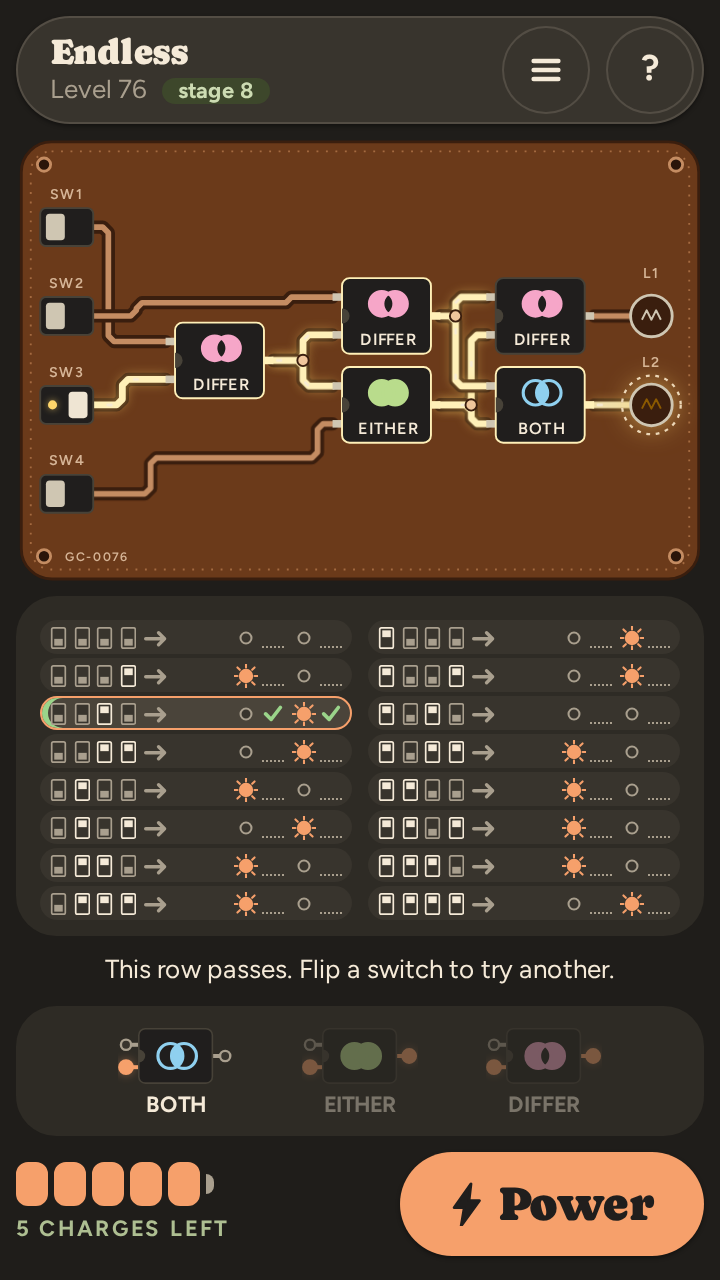 Endless
Level 76 stage 8
?
SW1
SW2
SW3
SW4
DIFFER
DIFFER
EITHER
DIFFER
BOTH
L1
L2
GC-0076
This row passes. Flip a switch to try another.
BOTH
EITHER
DIFFER
5 CHARGES LEFT
Power